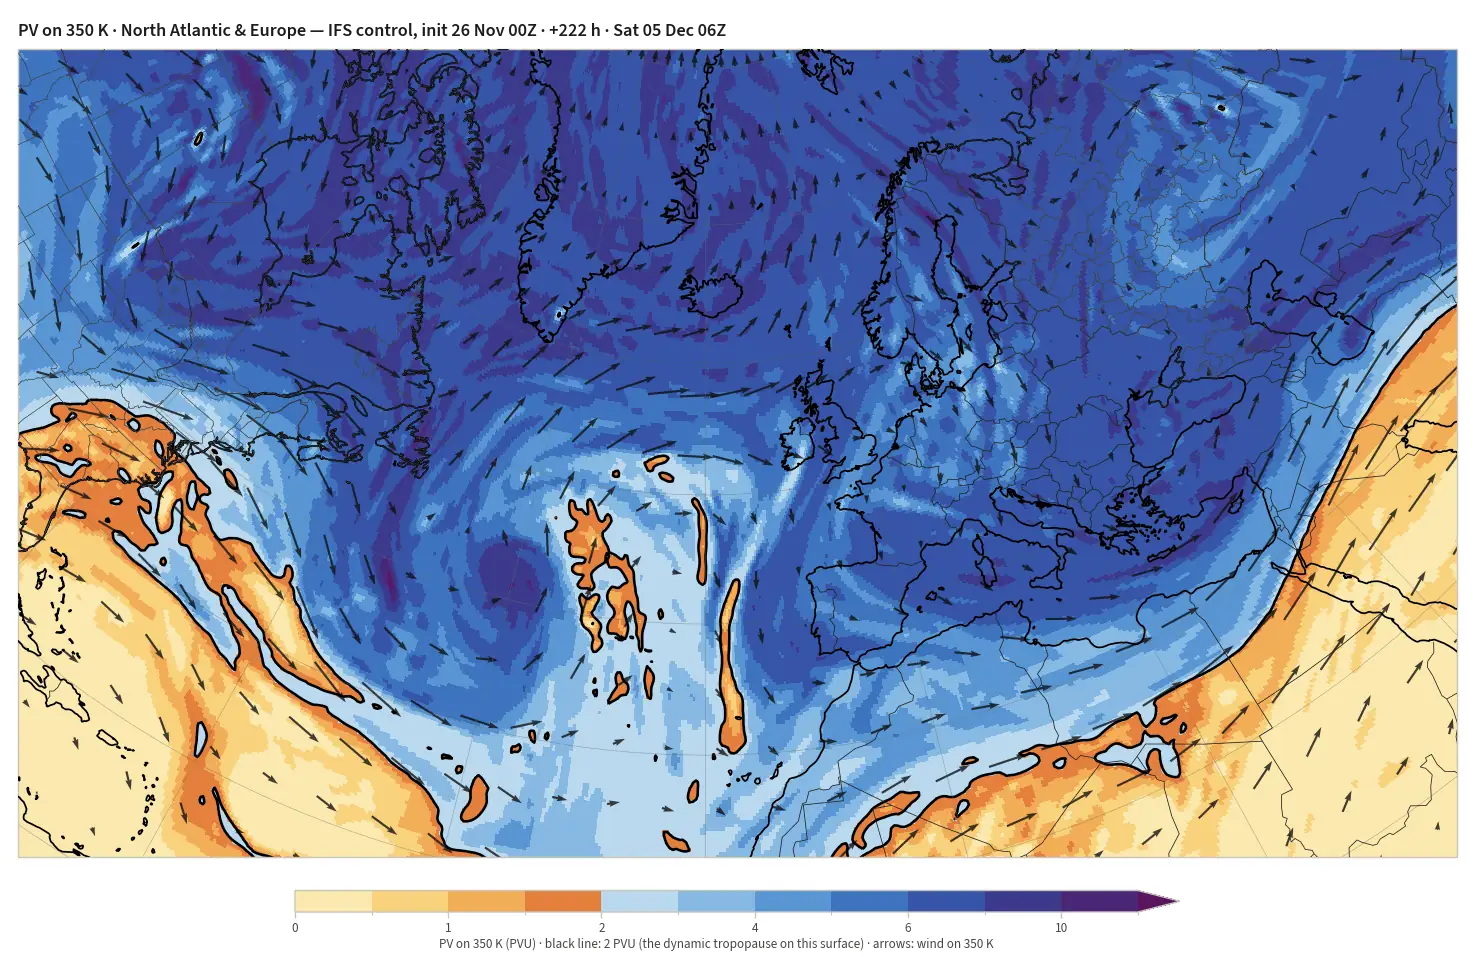 PV on 350 K · North Atlantic & Europe — IFS control, init 26 Nov 00Z · +222 h · Sat 05 Dec 06Z
0 1 2 4 6 10
PV on 350 K (PVU) · black line: 2 PVU (the dynamic tropopause on this surface) · arrows: wind on 350 K